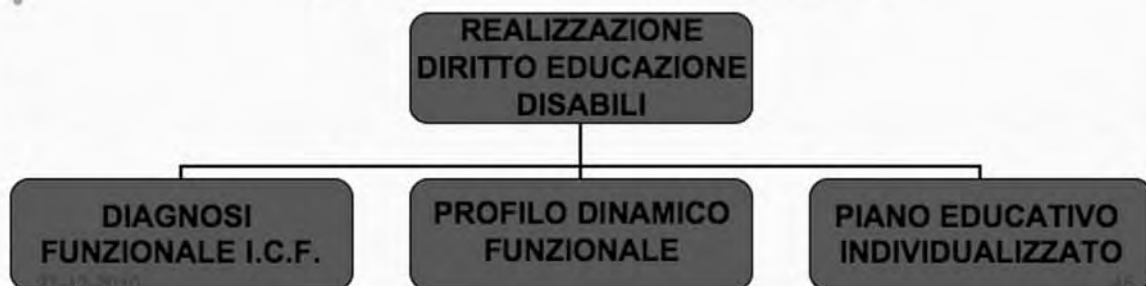 REALIZZAZIONE
DIRITTO EDUCAZIONE
DISABILI
DIAGNOSI
FUNZIONALE I.C.F.
PROFILO DINAMICO
FUNZIONALE
PIANO EDUCATIVO
INDIVIDUALIZZATO